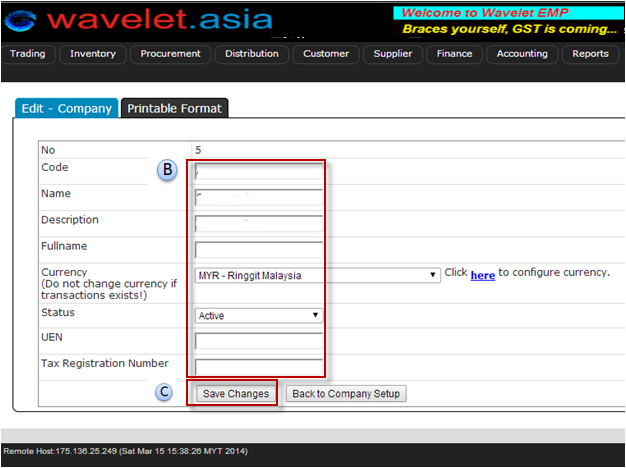 wavelet.asia
Welcome to Wavelet EMP
Braces yourself, GST is coming...
Trading Inventory Procurement Distribution Customer Supplier Finance Accounting Reports
Edit - Company Printable Format
No 5
Code
B
Name
Description
Fullname
Currency
(Do not change currency if
transactions exists!)
MYR - Ringgit Malaysia Click here to configure currency.
Status Active
UEN
Tax Registration Number
C Save Changes Back to Company Setup
Remote Host:175.136.25.249 (Sat Mar 15 15:38:26 MYT 2014)